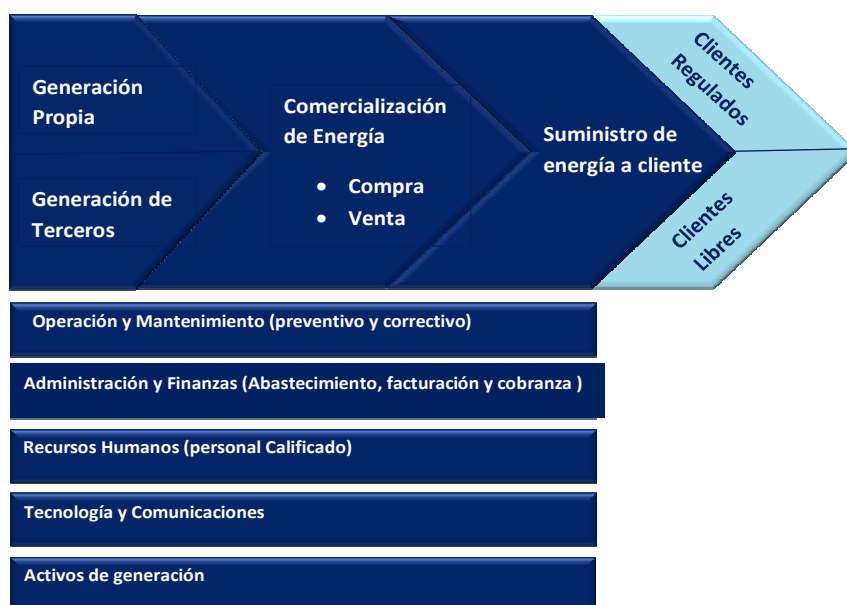 Generación
Propia
Generación de
Terceros
Comercialización
de Energía
• Compra
• Venta
Suministro de
energía a cliente
Clientes
Regulados
Clientes
Libres
Operación y Mantenimiento (preventivo y correctivo)
Administración y Finanzas (Abastecimiento, facturación y cobranza )
Recursos Humanos (personal Calificado)
Tecnología y Comunicaciones
Activos de generación